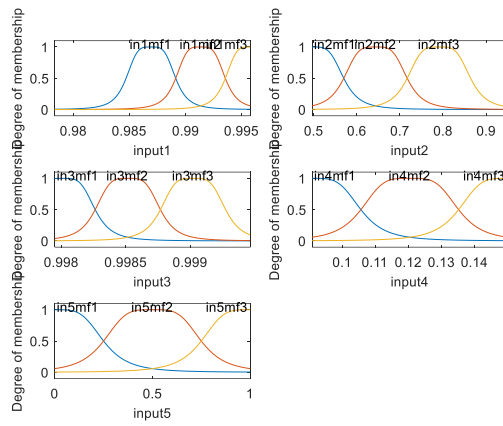 in1mf1 in1mf2 in1mf3
Degree of membership
1
0.5
0
0.98 0.985 0.99 0.995
input1
in2mf1 in2mf2 in2mf3
Degree of membership
1
0.5
0
0.5 0.6 0.7 0.8 0.9
input2
in3mf1 in3mf2 in3mf3
Degree of membership
1
0.5
0
0.998 0.9985 0.999
input3
in4mf1 in4mf2 in4mf3
Degree of membership
1
0.5
0
0.1 0.11 0.12 0.13 0.14
input4
in5mf1 in5mf2 in5mf3
Degree of membership
1
0.5
0
0 0.5 1
input5